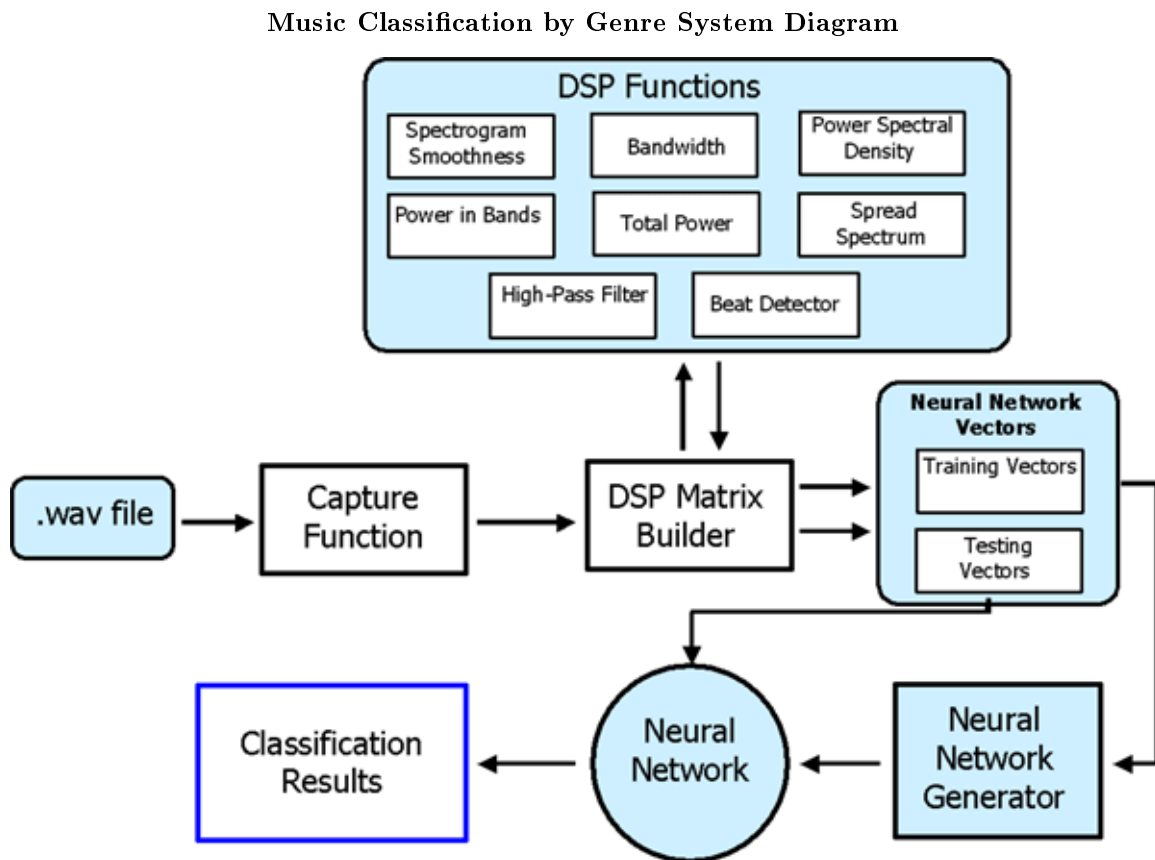 Music Classification by Genre System Diagram
DSP Functions
Spectrogram
Smoothness
Bandwidth
Power Spectral
Density
Power in Bands
Total Power
Spread
Spectrum
High-Pass Filter
Beat Detector
Neural Network
Vectors
Training Vectors
Testing
Vectors
.wav file
Capture
Function
DSP Matrix
Builder
Classification
Results
Neural
Network
Neural
Network
Generator